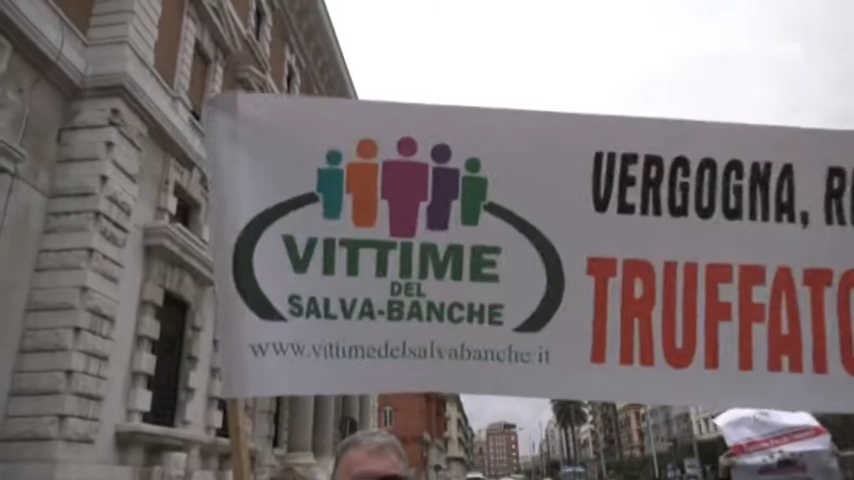 VITTIME
DEL
SALVA-BANCHE
www.vittimedelsalvabanche.it
VERGOGNA,
TRUFFATO